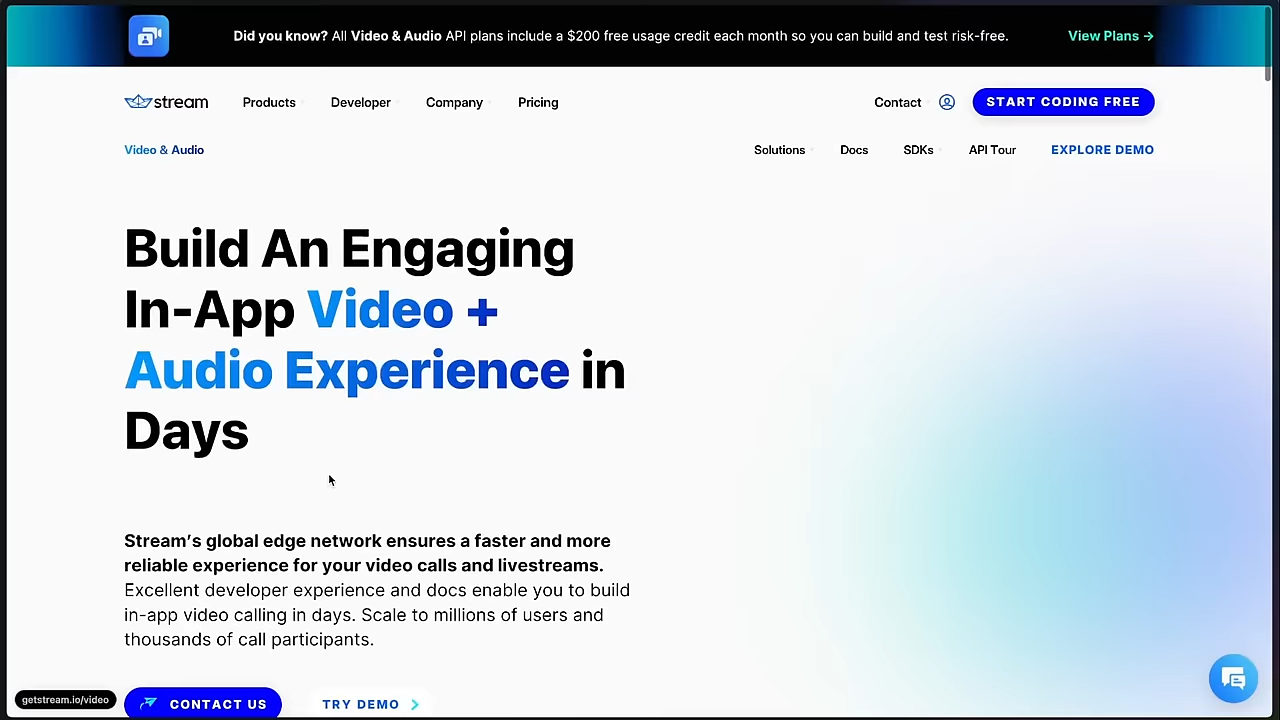 Did you know? All Video & Audio API plans include a $200 free usage credit each month so you can build and test risk-free.
View Plans →
stream
Products
Developer
Company
Pricing
Contact
START CODING FREE
Video & Audio
Solutions
Docs
SDKs
API Tour
EXPLORE DEMO
Build An Engaging
In-App Video +
Audio Experience in
Days
Stream's global edge network ensures a faster and more
reliable experience for your video calls and livestreams.
Excellent developer experience and docs enable you to build
in-app video calling in days. Scale to millions of users and
thousands of call participants.
getstream.io/video
CONTACT US
TRY DEMO